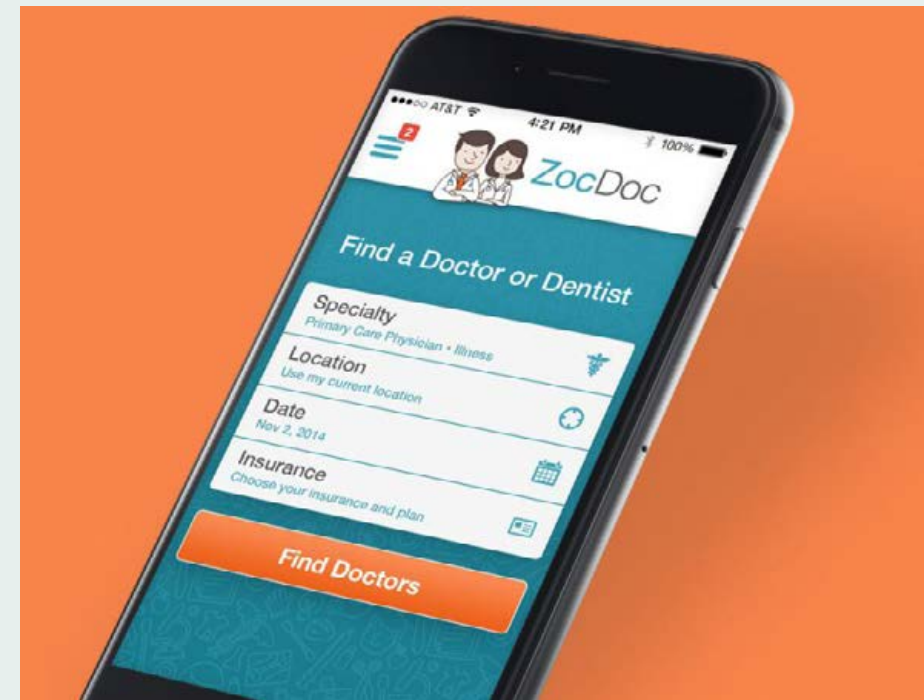 AT&T 4:21 PM 100%
2
ZocDoc
Find a Doctor or Dentist
Specialty
Primary Care Physician • Illness
Location
Use my current location
Date
Nov 2, 2014
Insurance
Choose your insurance and plan
Find Doctors